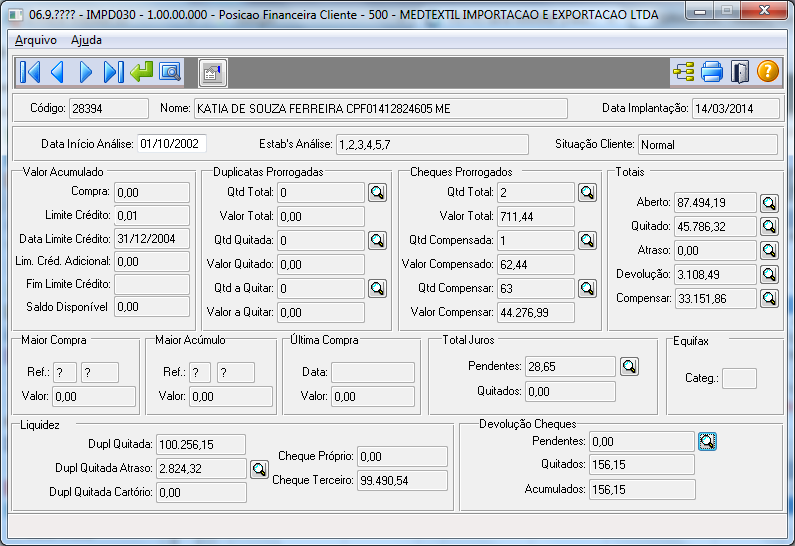 06.9.???? - IMPD030 - 1.00.00.000 - Posicao Financeira Cliente - 500 - MEDTEXTIL IMPORTACAO E EXPORTACAO LTDA
Arquivo Ajuda
Código: 28394 Nome: KATIA DE SOUZA FERREIRA CPF01412824605 ME Data Implantação: 14/03/2014
Data Início Análise: 01/10/2002 Estab's Análise: 1,2,3,4,5,7 Situação Cliente: Normal
Valor Acumulado
Compra: 0,00
Limite Crédito: 0,01
Data Limite Crédito: 31/12/2004
Lim. Créd. Adicional: 0,00
Fim Limite Crédito:
Saldo Disponível 0,00
Duplicatas Prorrogadas
Qtd Total: 0
Valor Total: 0,00
Qtd Quitada: 0
Valor Quitado: 0,00
Qtd a Quitar: 0
Valor a Quitar: 0,00
Cheques Prorrogados
Qtd Total: 2
Valor Total: 711,44
Qtd Compensada: 1
Valor Compensado: 62,44
Qtd Compensar: 63
Valor Compensar: 44.276,99
Totais
Aberto: 87.494,19
Quitado: 45.786,32
Atraso: 0,00
Devolução: 3.108,49
Compensar: 33.151,86
Maior Compra
Ref.: ? ?
Valor: 0,00
Maior Acúmulo
Ref.: ? ?
Valor: 0,00
Última Compra
Data:
Valor: 0,00
Total Juros
Pendentes: 28,65
Quitados: 0,00
Equifax
Categ.:
Liquidez
Dupl Quitada: 100.256,15
Dupl Quitada Atraso: 2.824,32
Dupl Quitada Cartório: 0,00
Cheque Próprio: 0,00
Cheque Terceiro: 99.490,54
Devolução Cheques
Pendentes: 0,00
Quitados: 156,15
Acumulados: 156,15